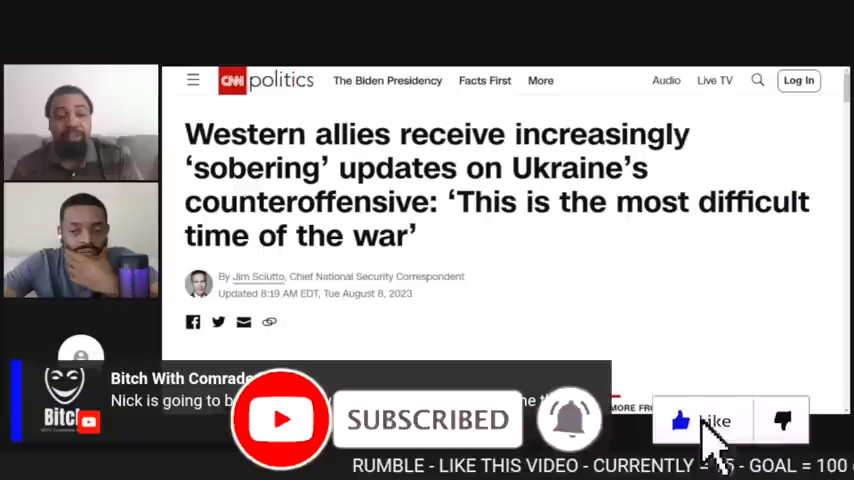 CNN politics The Biden Presidency Facts First More Audio Live TV Log In
Western allies receive increasingly
‘sobering’ updates on Ukraine’s
counteroffensive: ‘This is the most difficult
time of the war’
By Jim Sciutto, Chief National Security Correspondent
Updated 8:19 AM EDT, Tue August 8, 2023
Bitch With Comrade
Nick is going to
SUBSCRIBED
Like
MORE FRO
RUMBLE - LIKE THIS VIDEO - CURRENTLY = 5 - GOAL = 100